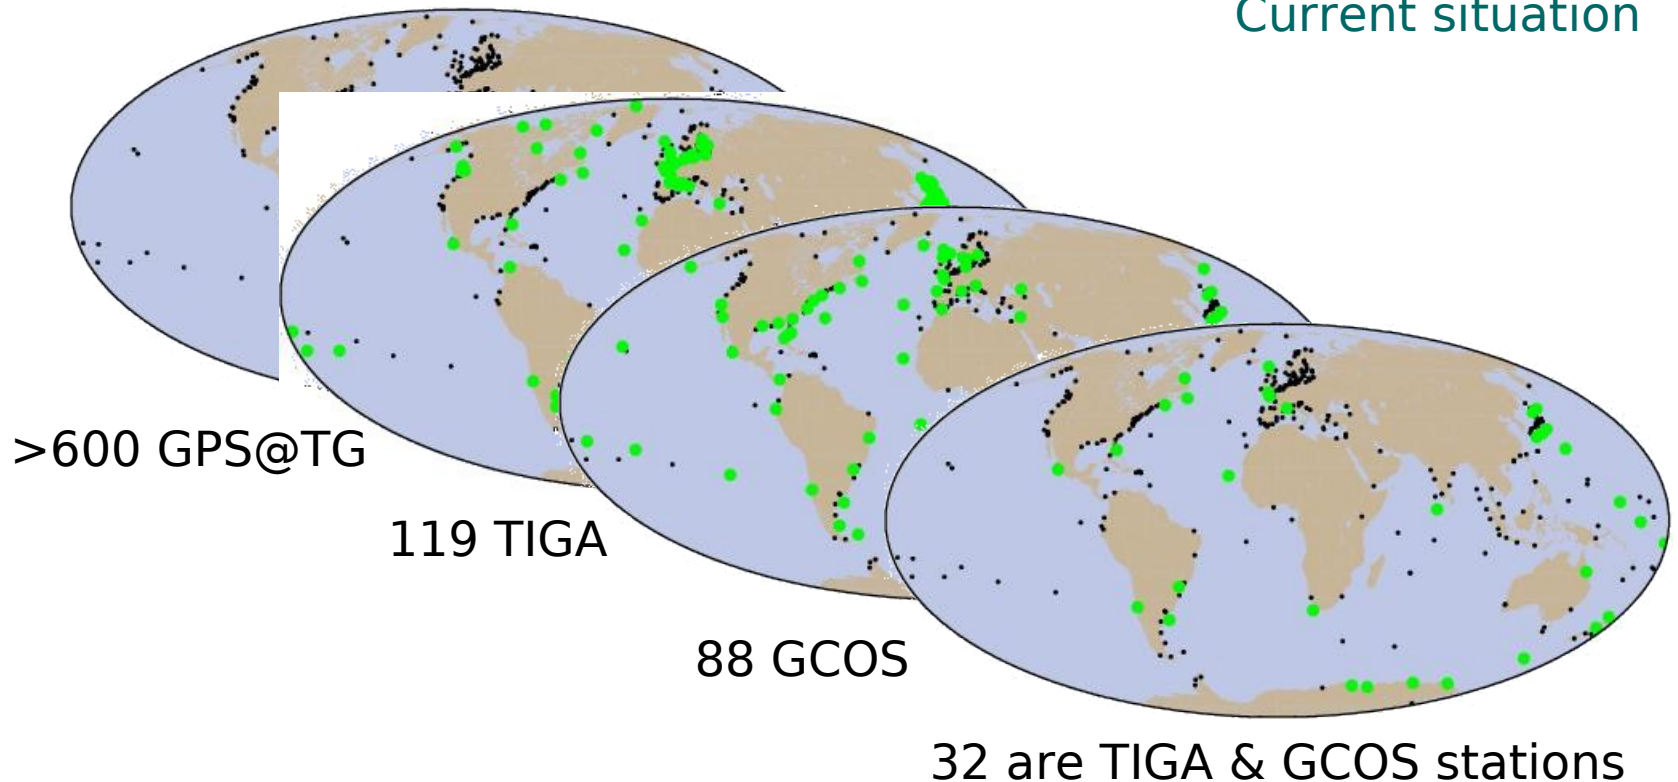 Current situation
>600 GPS@TG
119 TIGA
88 GCOS
32 are TIGA & GCOS stations